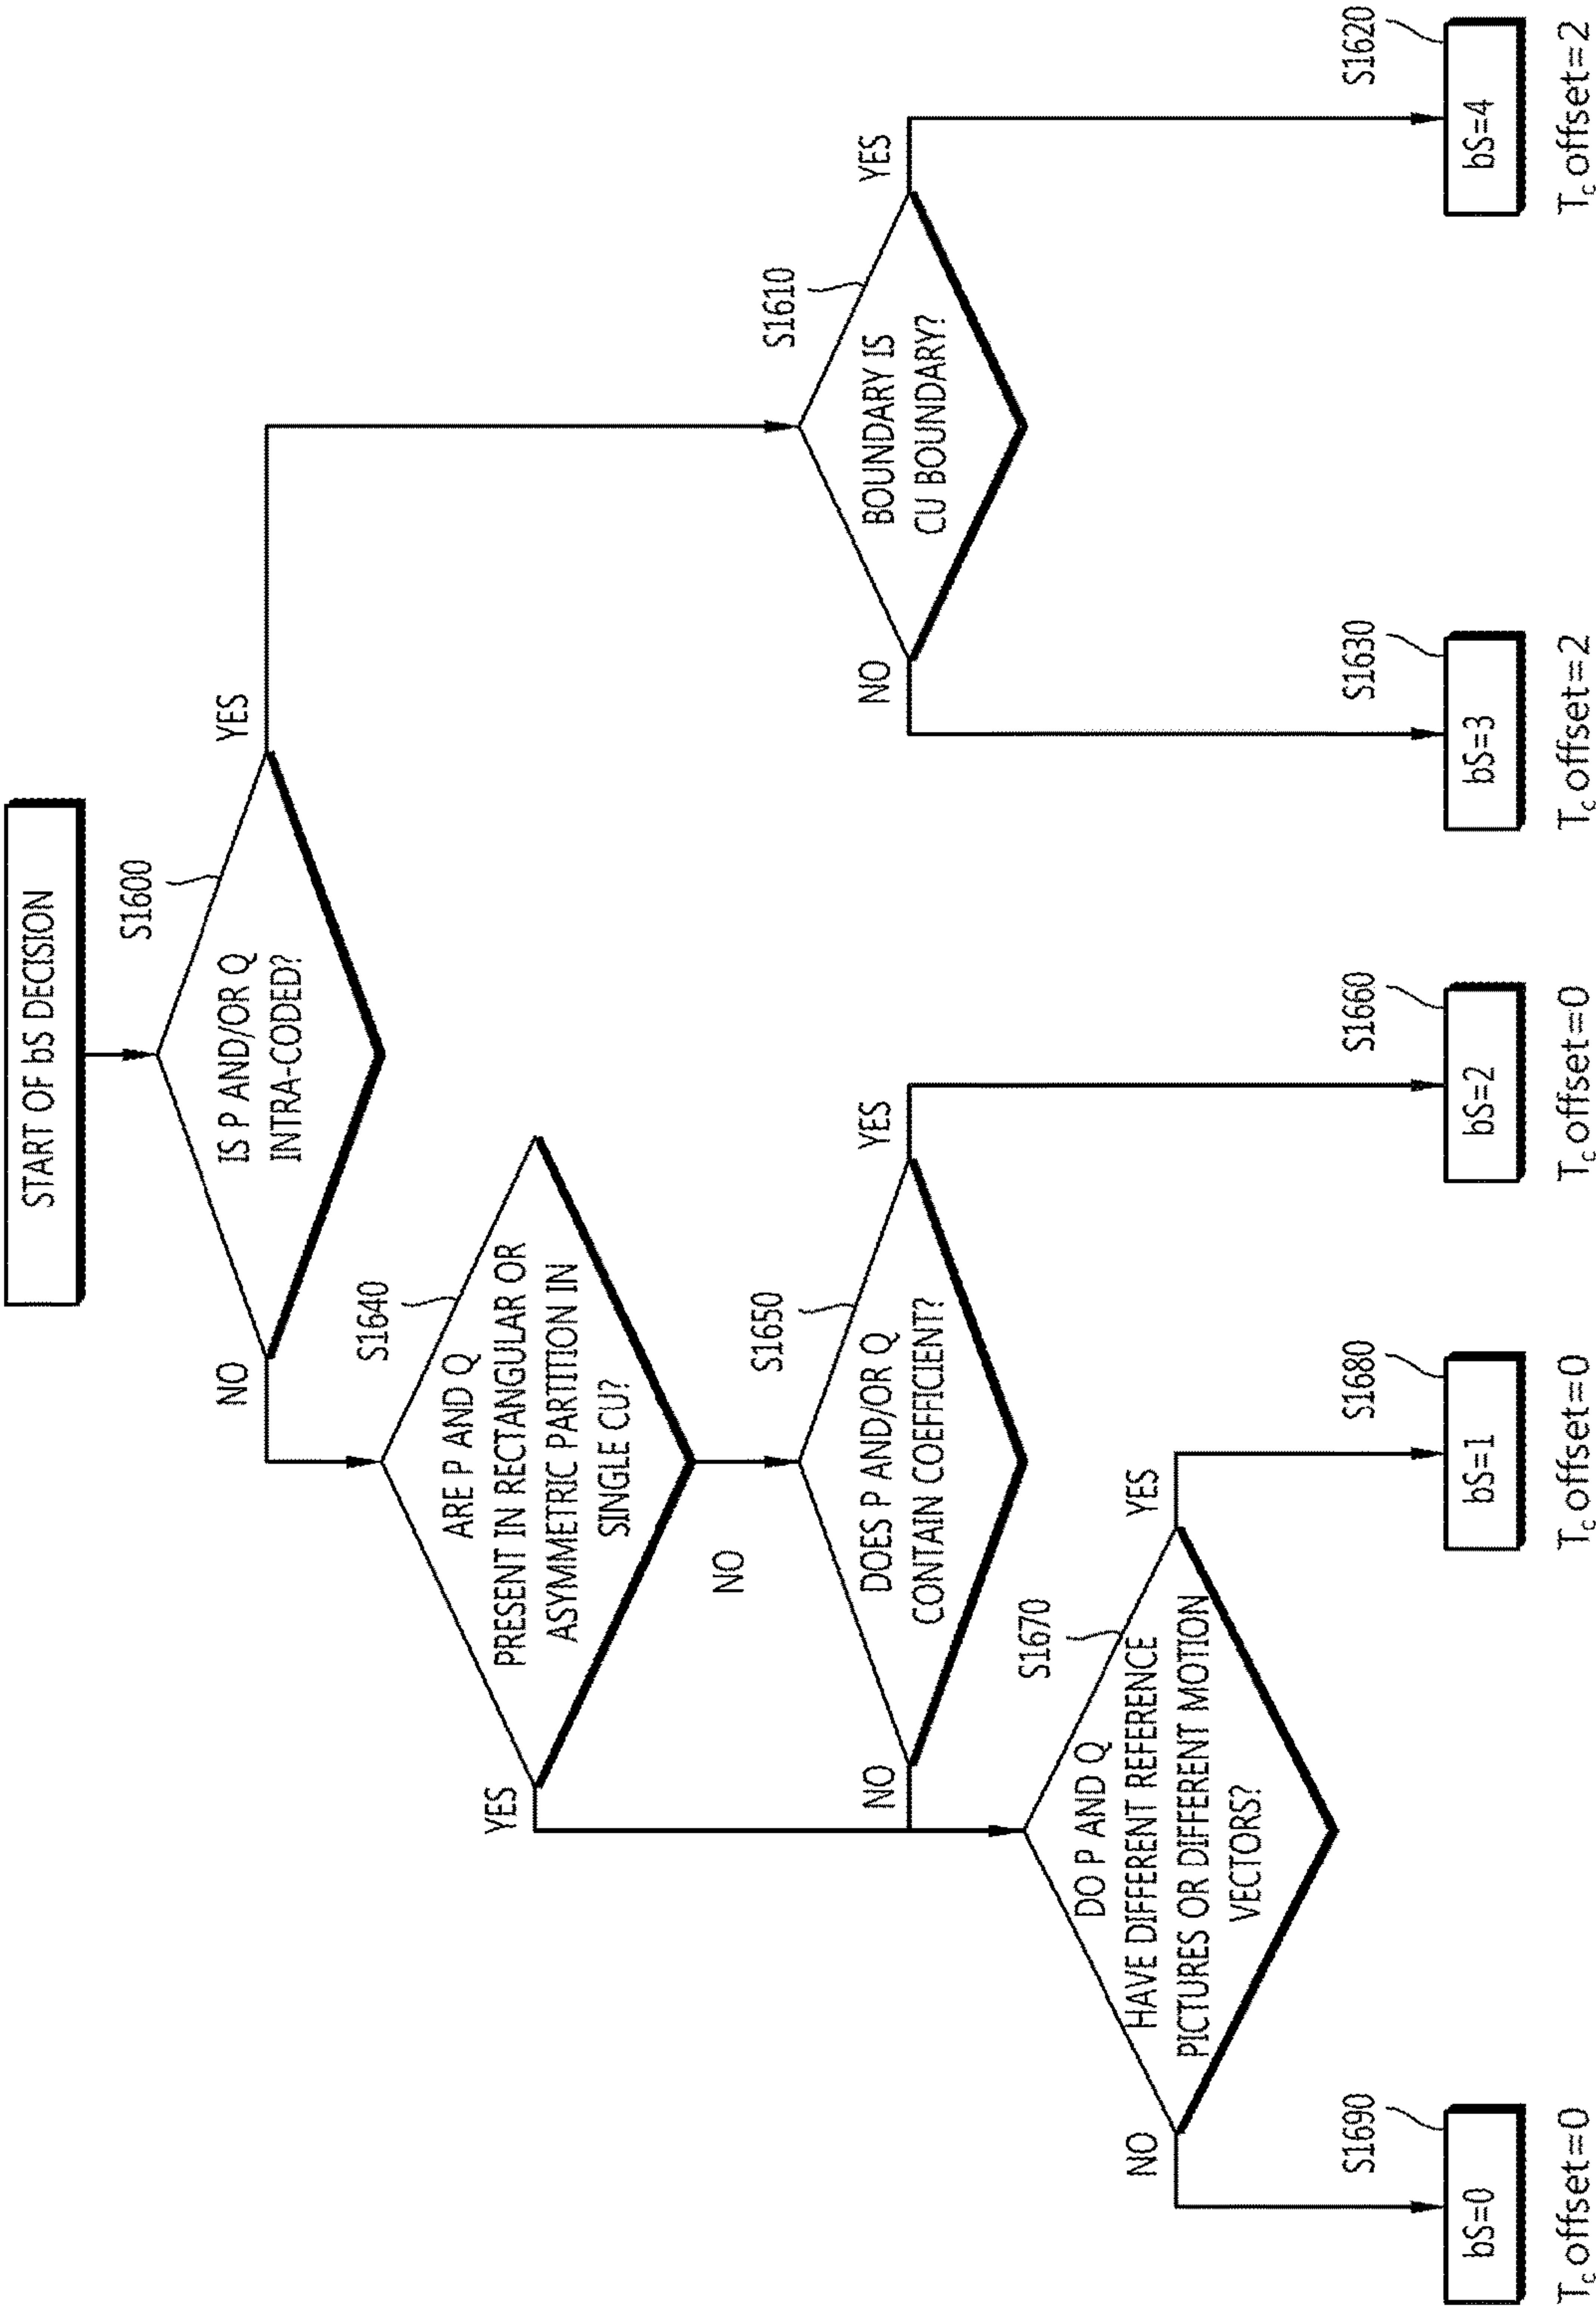 START OF bS DECISION
S1600
IS P AND/OR Q
INTRA-CODED?
NO
YES
S1640
ARE P AND Q
PRESENT IN RECTANGULAR OR
ASYMMETRIC PARTITION IN
SINGLE CU?
YES
NO
S1610
BOUNDARY IS
CU BOUNDARY?
NO
YES
S1650
DOES P AND/OR Q
CONTAIN COEFFICIENT?
NO
YES
S1670
DO P AND Q
HAVE DIFFERENT REFERENCE
PICTURES OR DIFFERENT MOTION
VECTORS?
NO
YES
S1690
bS=0
Tc offset=0
S1680
bS=1
Tc offset=0
S1660
bS=2
Tc offset=0
S1630
bS=3
Tc offset=2
S1620
bS=4
Tc offset=2